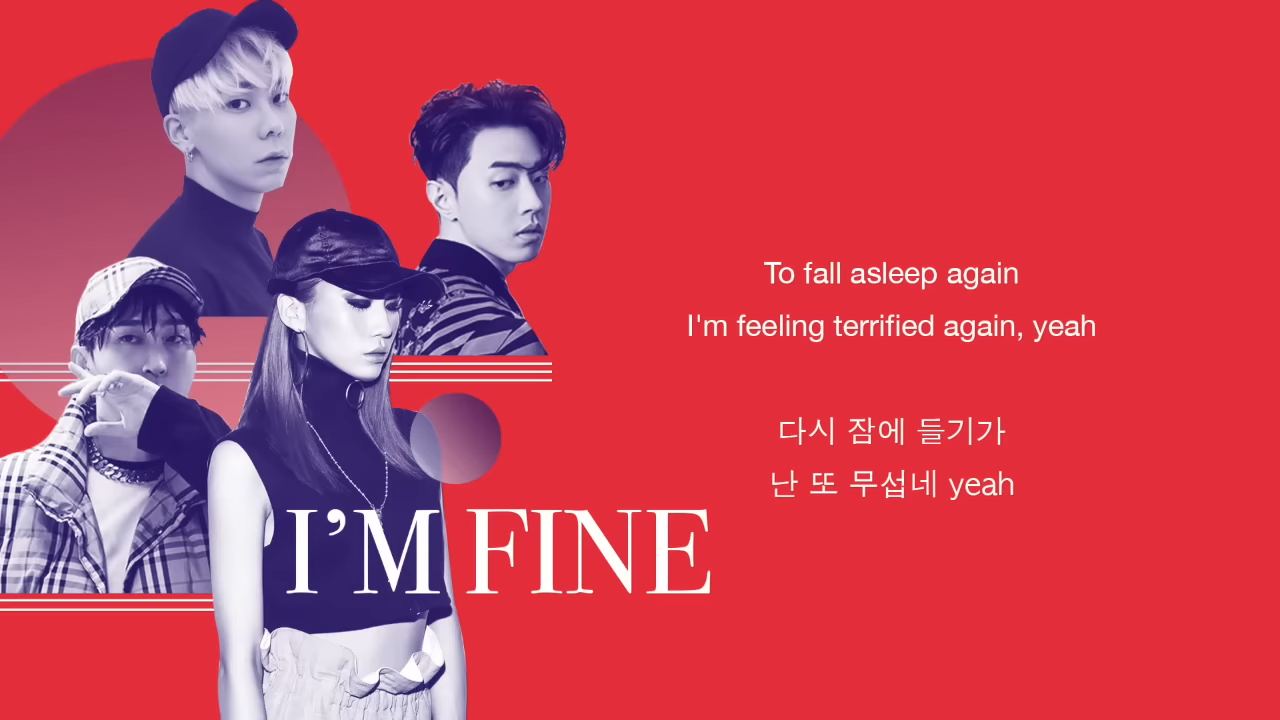 To fall asleep again
I'm feeling terrified again, yeah
다시 잠에 들기가
난 또 무섭네 yeah
I’M FINE